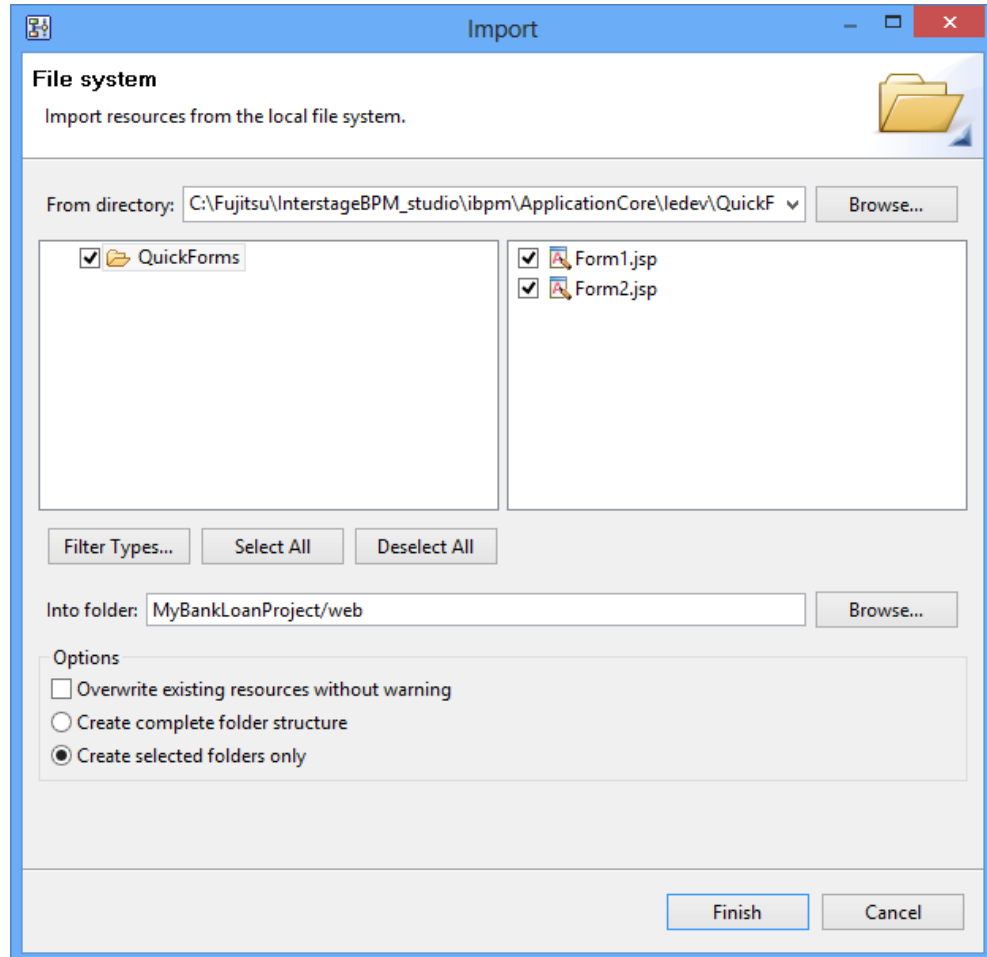 Import
File system
Import resources from the local file system.
From directory: C:\Fujitsu\InterstageBPM_studio\ibpm\ApplicationCore\ledev\QuickF Browse...
QuickForms
Form1.jsp
Form2.jsp
Filter Types... Select All Deselect All
Into folder: MyBankLoanProject/web Browse...
Options
Overwrite existing resources without warning
Create complete folder structure
Create selected folders only
Finish Cancel